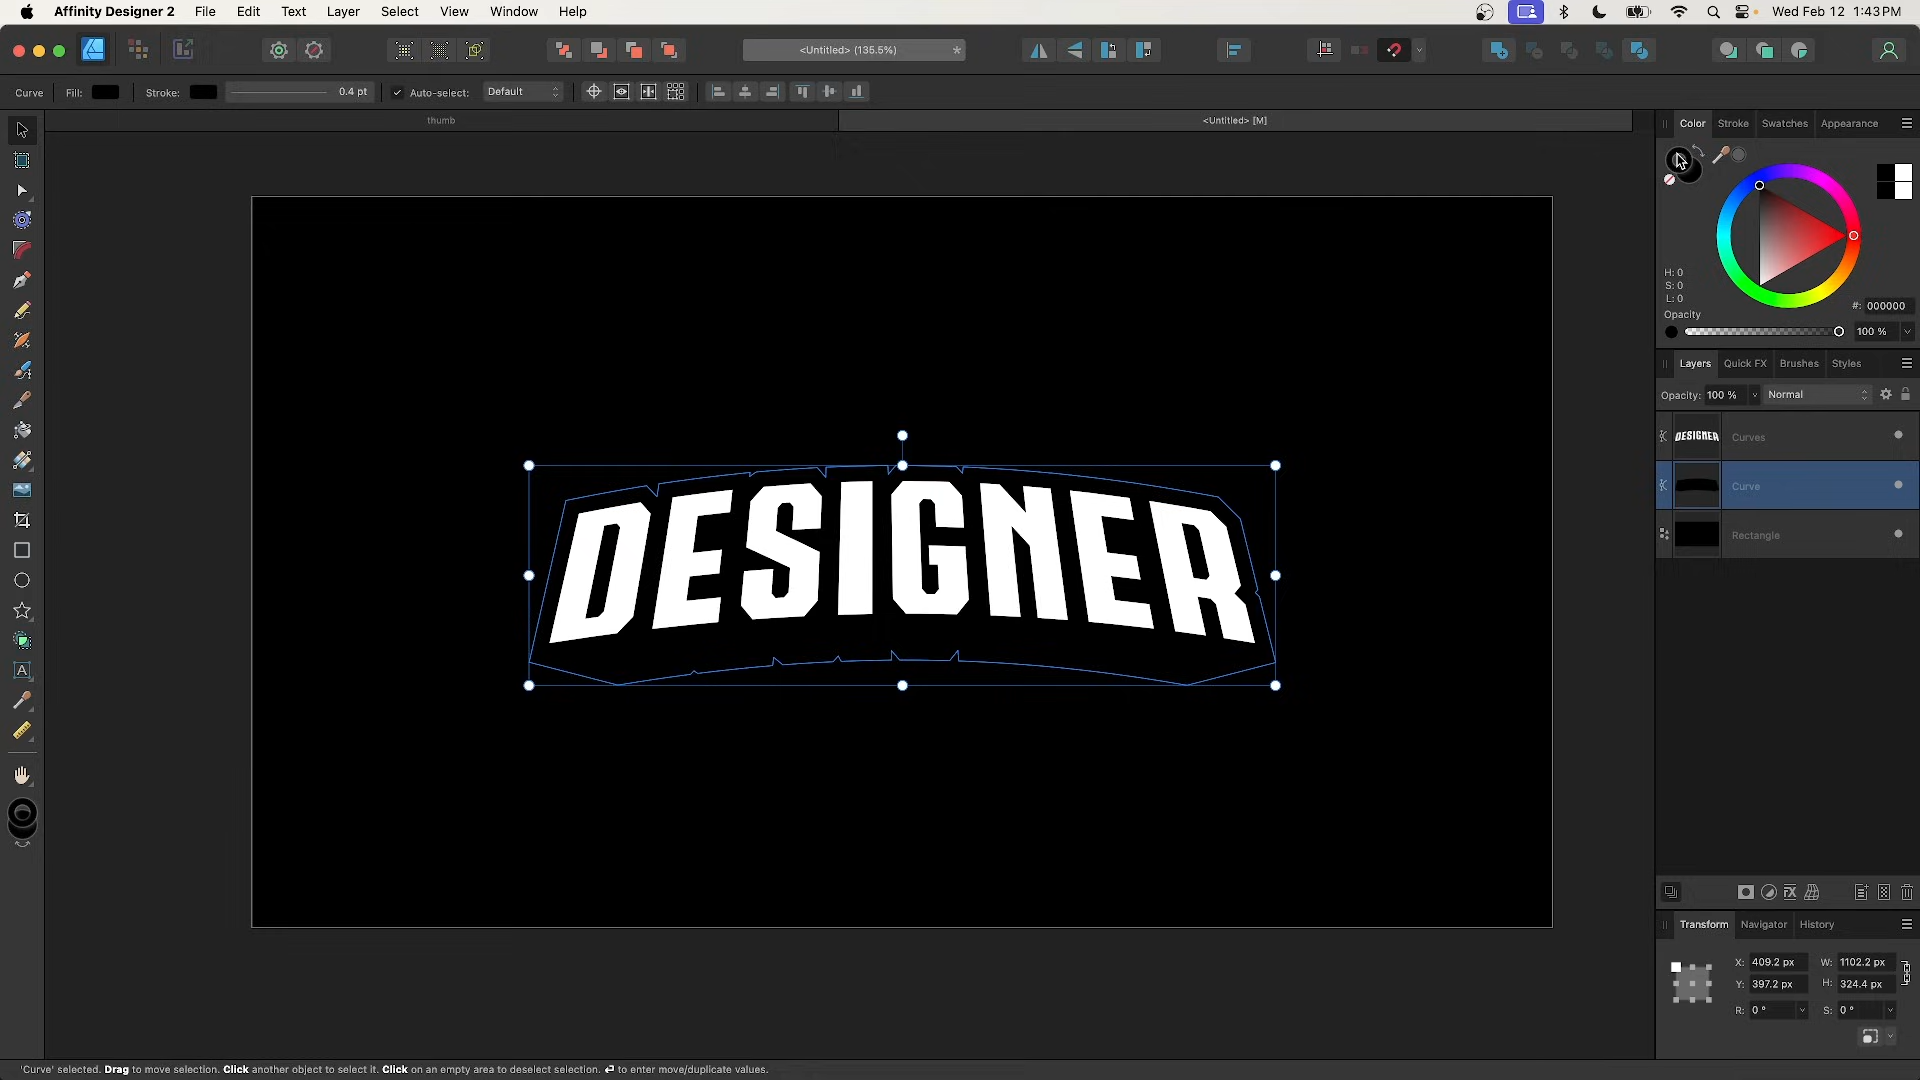 Affinity Designer 2 File Edit Text Layer Select View Window Help Wed Feb 12 1:43 PM
<Untitled> (135.5%) *
Curve Fill: Stroke: 0.4 pt Auto-select: Default
thumb <Untitled> [M]
Color Stroke Swatches Appearance
H: 0
S: 0
L: 0
#: 000000
Opacity
100 %
Layers Quick FX Brushes Styles
Opacity: 100 % Normal
DESIGNER Curves
Curve
Rectangle
DESIGNER
Transform Navigator History
X: 409.2 px W: 1102.2 px
Y: 397.2 px H: 324.4 px
R: 0 ° S: 0 °
'Curve' selected. Drag to move selection. Click another object to select it. Click on an empty area to deselect selection. ⏎ to enter move/duplicate values.